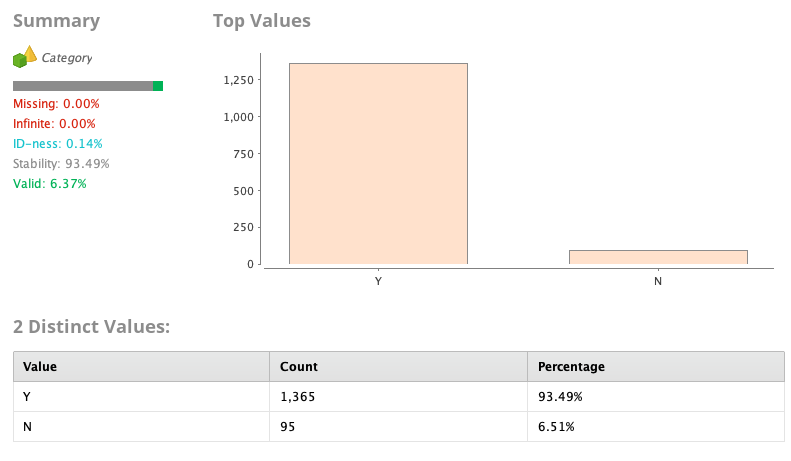 Summary
Category
Missing: 0.00%
Infinite: 0.00%
ID-ness: 0.14%
Stability: 93.49%
Valid: 6.37%
Top Values
1,250
1,000
750
500
250
0
Y N
2 Distinct Values:
Value Count Percentage
Y 1,365 93.49%
N 95 6.51%